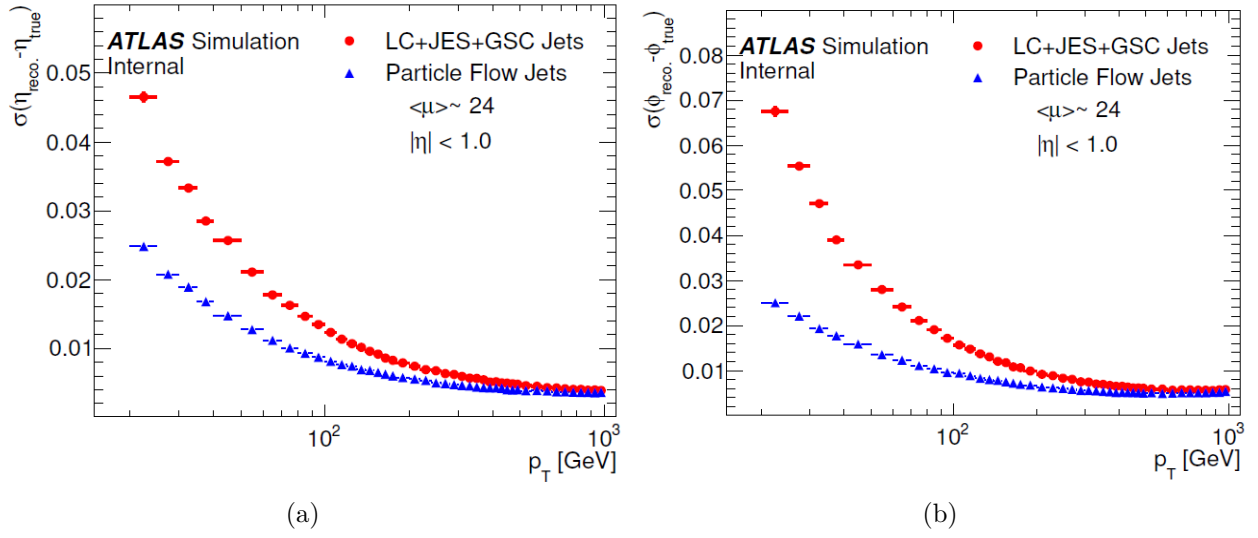 ATLAS Simulation
Internal
LC+JES+GSC Jets
Particle Flow Jets
<μ>~ 24
|η| < 1.0
σ(η_reco.-η_true)
0.05
0.04
0.03
0.02
0.01
10^2
10^3
p_T [GeV]
(a)
ATLAS Simulation
Internal
LC+JES+GSC Jets
Particle Flow Jets
<μ>~ 24
|η| < 1.0
σ(ϕ_reco.-ϕ_true)
0.08
0.07
0.06
0.05
0.04
0.03
0.02
0.01
10^2
10^3
p_T [GeV]
(b)